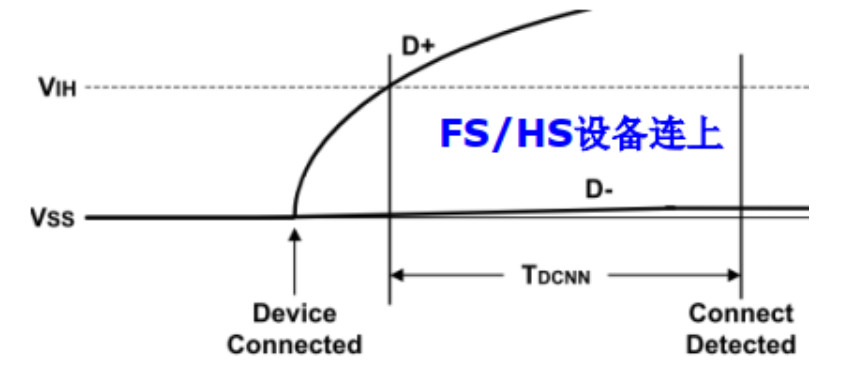 D+
VIH
FS/HS设备连上
D-
VSS
TDCNN
Device
Connected
Connect
Detected